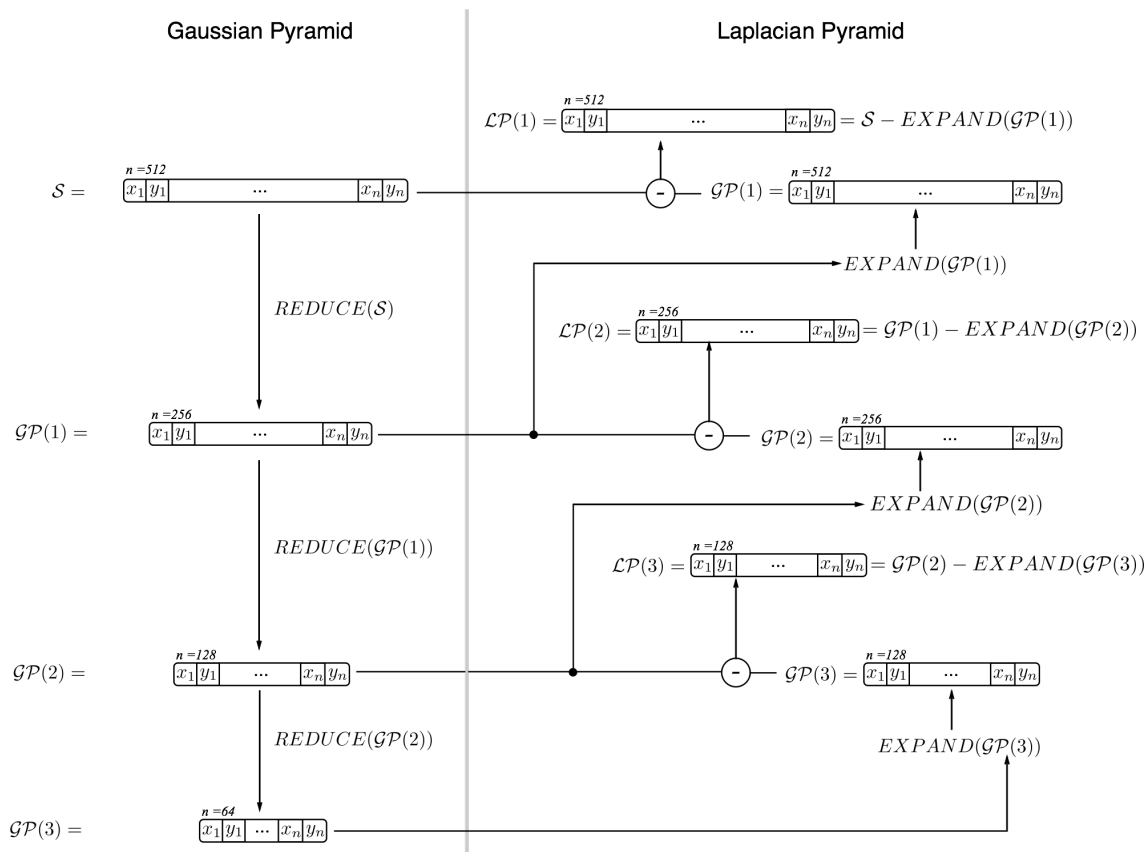 Gaussian Pyramid
Laplacian Pyramid
n =512
ℒ𝒫(1) = x₁ y₁ ... xₙ yₙ = 𝒮 − EXPAND(𝒢𝒫(1))
n =512
𝒮 = x₁ y₁ ... xₙ yₙ
-
n =512
𝒢𝒫(1) = x₁ y₁ ... xₙ yₙ
EXPAND(𝒢𝒫(1))
REDUCE(𝒮)
n =256
ℒ𝒫(2) = x₁ y₁ ... xₙ yₙ = 𝒢𝒫(1) − EXPAND(𝒢𝒫(2))
n =256
𝒢𝒫(1) = x₁ y₁ ... xₙ yₙ
-
n =256
𝒢𝒫(2) = x₁ y₁ ... xₙ yₙ
EXPAND(𝒢𝒫(2))
REDUCE(𝒢𝒫(1))
n =128
ℒ𝒫(3) = x₁ y₁ ... xₙ yₙ = 𝒢𝒫(2) − EXPAND(𝒢𝒫(3))
n =128
𝒢𝒫(2) = x₁ y₁ ... xₙ yₙ
-
n =128
𝒢𝒫(3) = x₁ y₁ ... xₙ yₙ
REDUCE(𝒢𝒫(2))
EXPAND(𝒢𝒫(3))
n =64
𝒢𝒫(3) = x₁ y₁ ... xₙ yₙ